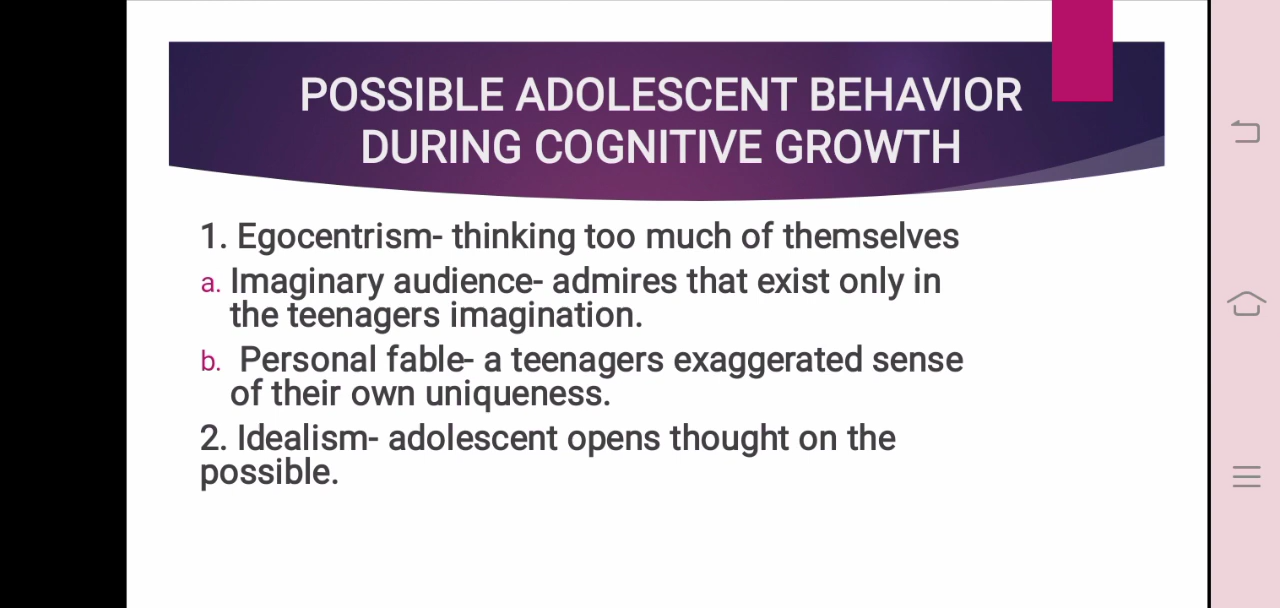 POSSIBLE ADOLESCENT BEHAVIOR
DURING COGNITIVE GROWTH
1. Egocentrism- thinking too much of themselves
a. Imaginary audience- admires that exist only in
the teenagers imagination.
b. Personal fable- a teenagers exaggerated sense
of their own uniqueness.
2. Idealism- adolescent opens thought on the
possible.